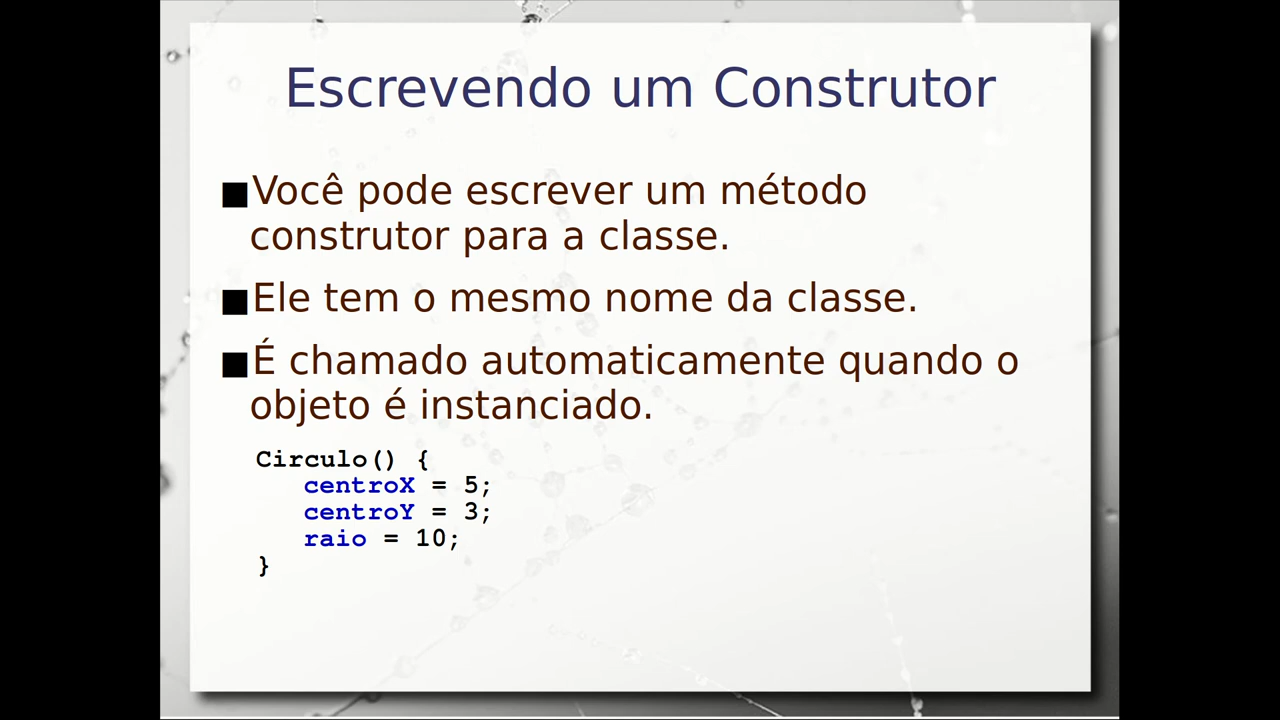 Escrevendo um Construtor
■Você pode escrever um método
construtor para a classe.
■Ele tem o mesmo nome da classe.
■É chamado automaticamente quando o
objeto é instanciado.
Circulo() {
   centroX = 5;
   centroY = 3;
   raio = 10;
}